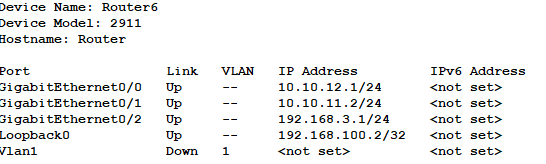 Device Name: Router6
Device Model: 2911
Hostname: Router
Port Link VLAN IP Address IPv6 Address
GigabitEthernet0/0 Up -- 10.10.12.1/24 <not set>
GigabitEthernet0/1 Up -- 10.10.11.2/24 <not set>
GigabitEthernet0/2 Up -- 192.168.3.1/24 <not set>
Loopback0 Up -- 192.168.100.2/32 <not set>
Vlan1 Down 1 <not set> <not set>